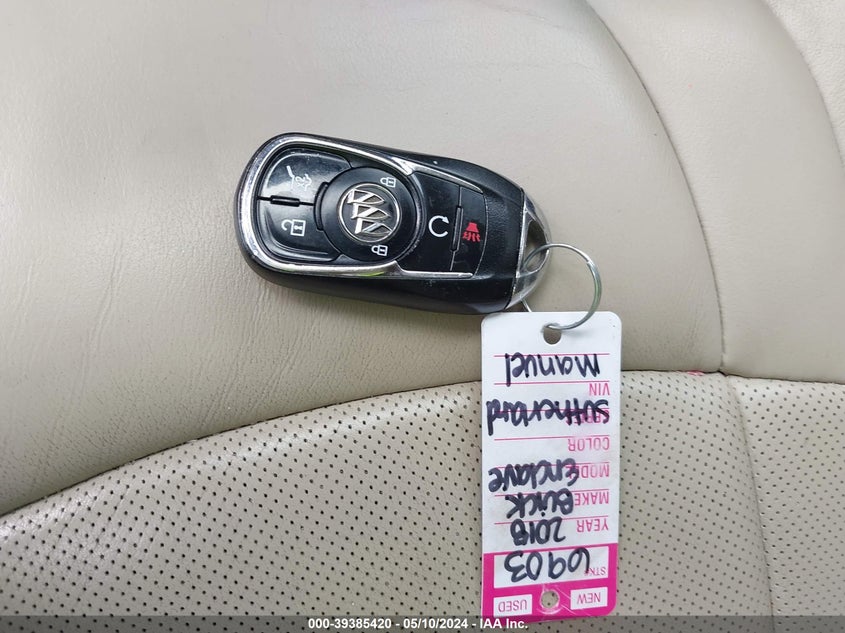 NEW USED
STK# 6903
YEAR 2018
MAKE Buick
MODEL Enclave
COLOR
Sutherland
VIN
Manuel
000-39385420 - 05/10/2024 - IAA Inc.